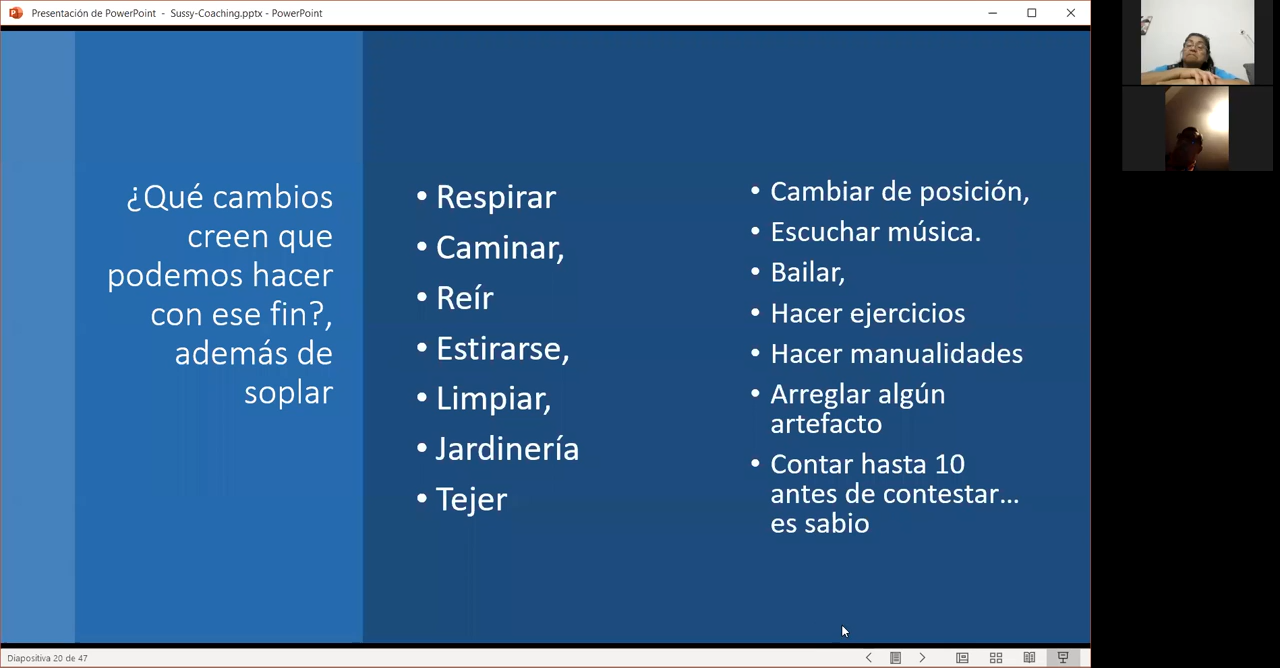 Presentación de PowerPoint - Sussy-Coaching.pptx - PowerPoint
¿Qué cambios
creen que
podemos hacer
con ese fin?,
además de
soplar
• Respirar
• Caminar,
• Reír
• Estirarse,
• Limpiar,
• Jardinería
• Tejer
• Cambiar de posición,
• Escuchar música.
• Bailar,
• Hacer ejercicios
• Hacer manualidades
• Arreglar algún
artefacto
• Contar hasta 10
antes de contestar...
es sabio
Diapositiva 20 de 47